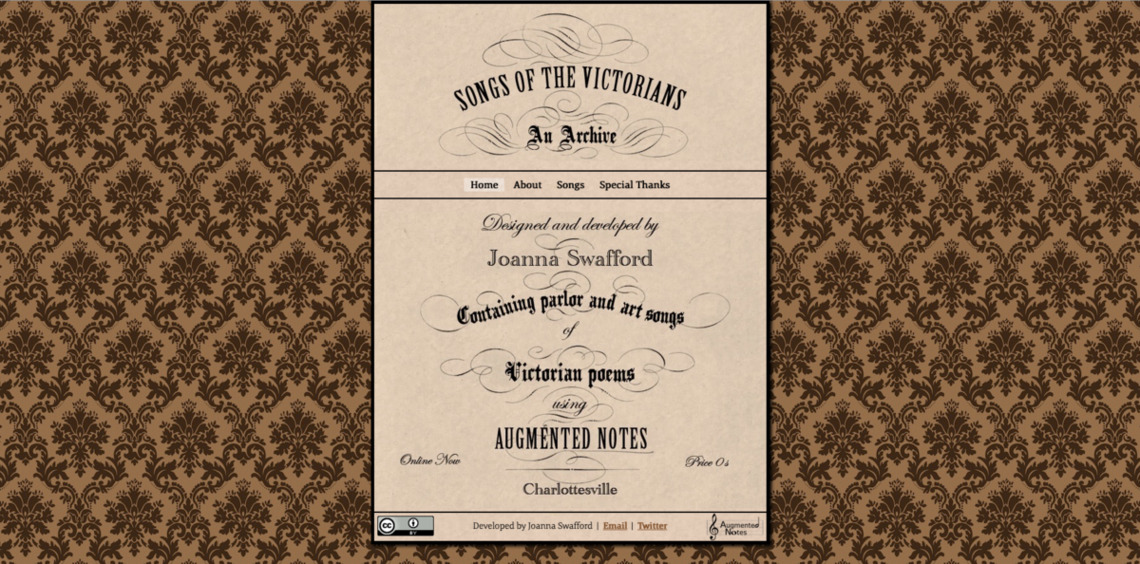 SONGS OF THE VICTORIANS
An Archive
Home About Songs Special Thanks
Designed and developed by
Joanna Swafford
Containing parlor and art songs
of
Victorian poems
using
AUGMENTED NOTES
Online Now Price 0s
Charlottesville
cc BY Developed by Joanna Swafford | Email | Twitter Augmented
Notes